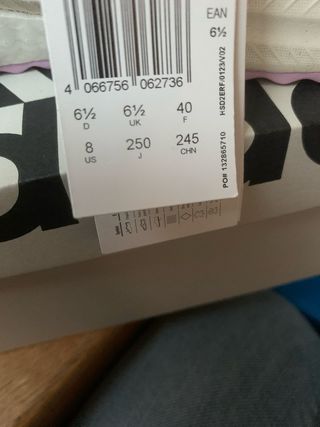 EAN
6½
4 066756 062736
6½ 6½ 40
D UK F
8 250 245
US J CHN
HSD2ERF/0123/V02
PO# 132865710